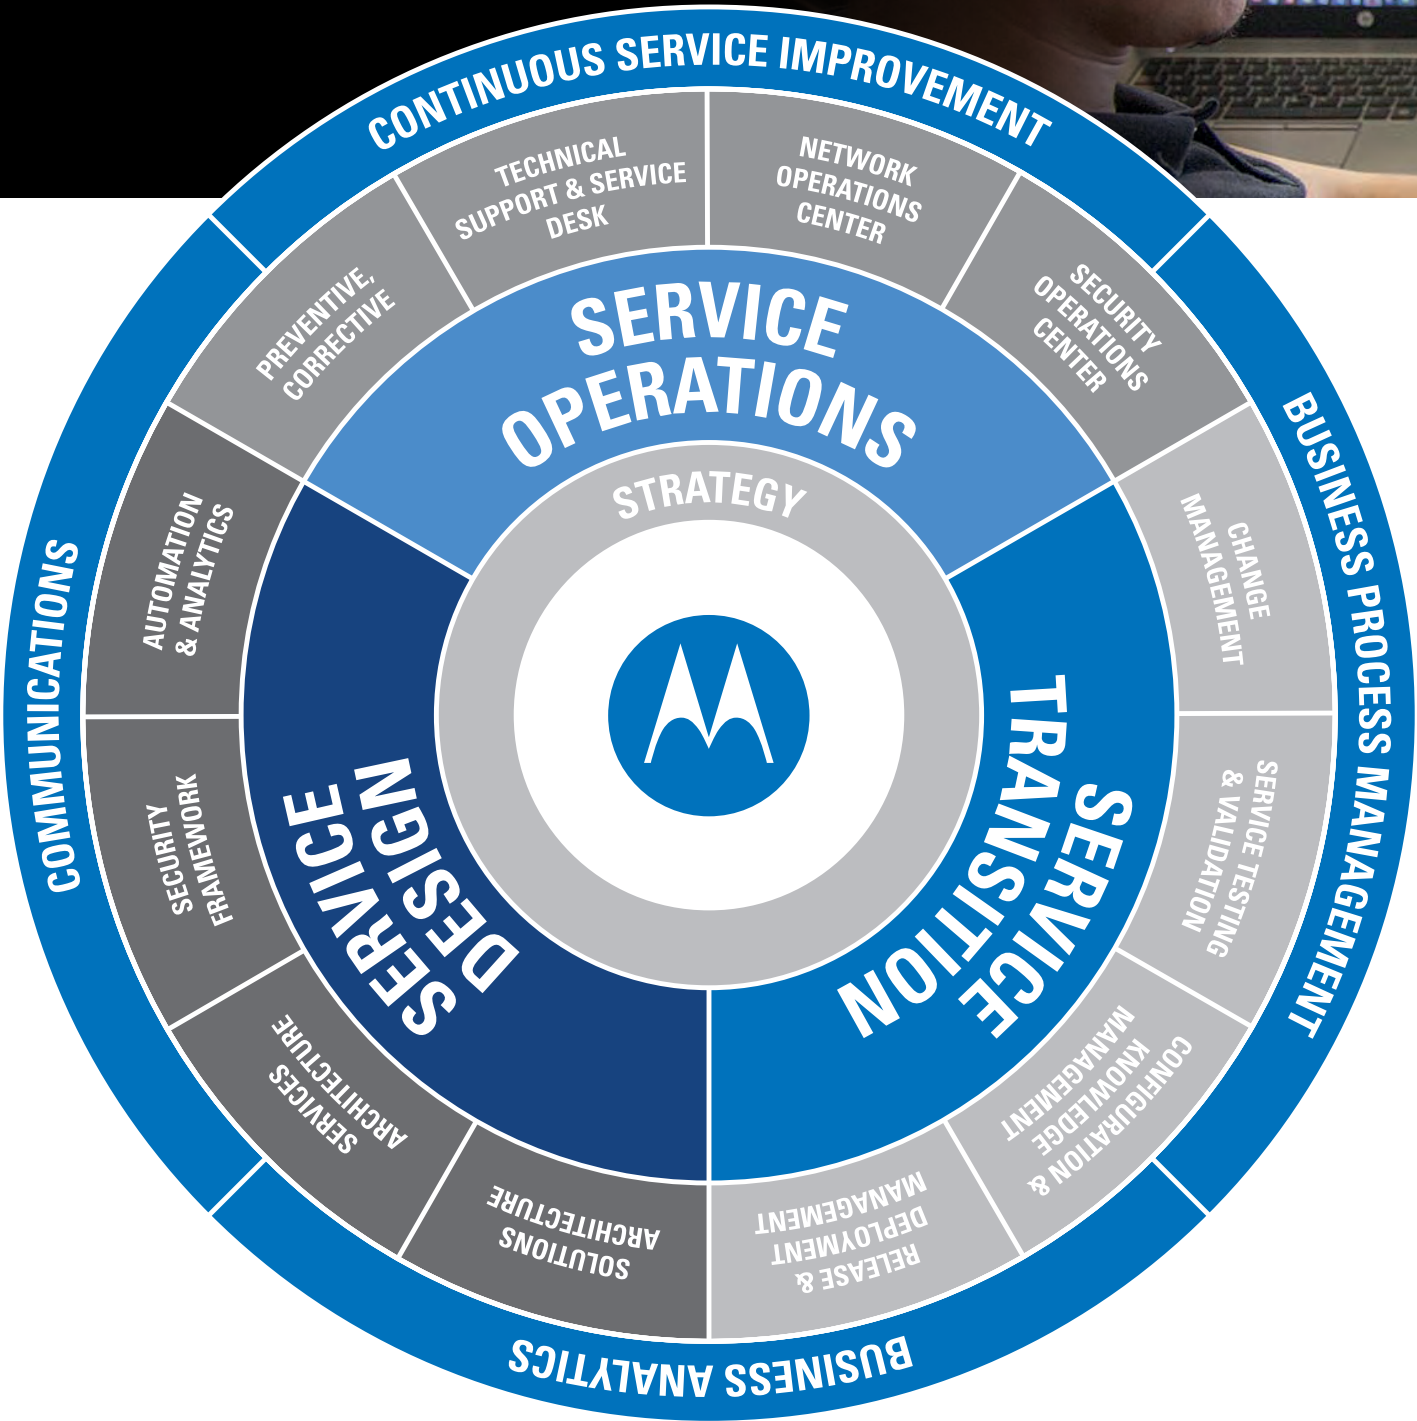 CONTINUOUS SERVICE IMPROVEMENT
BUSINESS PROCESS MANAGEMENT
BUSINESS ANALYTICS
COMMUNICATIONS
PREVENTIVE,
CORRECTIVE
TECHNICAL
SUPPORT & SERVICE
DESK
NETWORK
OPERATIONS
CENTER
SECURITY
OPERATIONS
CENTER
CHANGE
MANAGEMENT
SERVICE TESTING
& VALIDATION
CONFIGURATION &
KNOWLEDGE
MANAGEMENT
RELEASE &
DEPLOYMENT
MANAGEMENT
SOLUTIONS
ARCHITECTURE
SERVICES
ARCHITECTURE
SECURITY
FRAMEWORK
AUTOMATION
& ANALYTICS
SERVICE
OPERATIONS
SERVICE
TRANSITION
SERVICE
DESIGN
STRATEGY